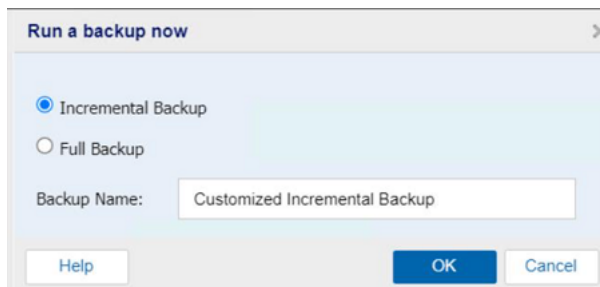 Run a backup now
Incremental Backup
Full Backup
Backup Name: Customized Incremental Backup
Help OK Cancel